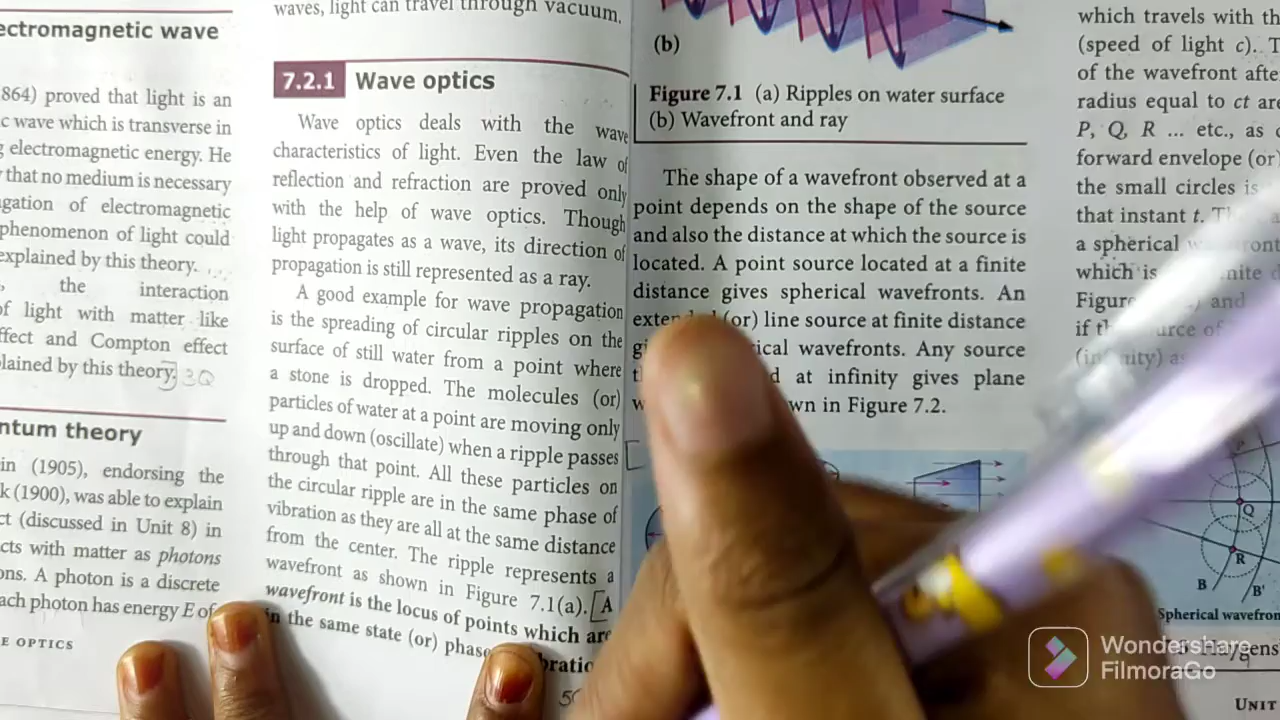 ectromagnetic wave
864) proved that light is an
c wave which is transverse in
g electromagnetic energy. He
that no medium is necessary
gation of electromagnetic
phenomenon of light could
explained by this theory.
the interaction
of light with matter like
ffect and Compton effect
lained by this theory. 3Q
ntum theory
in (1905), endorsing the
k (1900), was able to explain
ct (discussed in Unit 8) in
cts with matter as photons
ons. A photon is a discrete
ach photon has energy E of
E OPTICS
waves, light can travel through vacuum.
7.2.1 Wave optics
Wave optics deals with the wave
characteristics of light. Even the law of
reflection and refraction are proved only
with the help of wave optics. Though
light propagates as a wave, its direction of
propagation is still represented as a ray.
A good example for wave propagation
is the spreading of circular ripples on the
surface of still water from a point where
a stone is dropped. The molecules (or)
particles of water at a point are moving only
up and down (oscillate) when a ripple passes
through that point. All these particles on
the circular ripple are in the same phase of
vibration as they are all at the same distance
from the center. The ripple represents a
wavefront as shown in Figure 7.1(a). [A
wavefront is the locus of points which are
in the same state (or) phase
bratio
(b)
Figure 7.1 (a) Ripples on water surface
(b) Wavefront and ray
The shape of a wavefront observed at a
point depends on the shape of the source
and also the distance at which the source is
located. A point source located at a finite
distance gives spherical wavefronts. An
(or) line source at finite distance
ical wavefronts. Any source
d at infinity gives plane
wn in Figure 7.2.
which travels with th
(speed of light c). T
of the wavefront afte
radius equal to ct are
P, Q, R ... etc., as c
forward envelope (or)
the small circles is
that instant t.
a spherical
which is
Figure and
if th
Q
R
B B'
Spherical wavefron
Huygens
UNIT
Wondershare
FilmoraGo